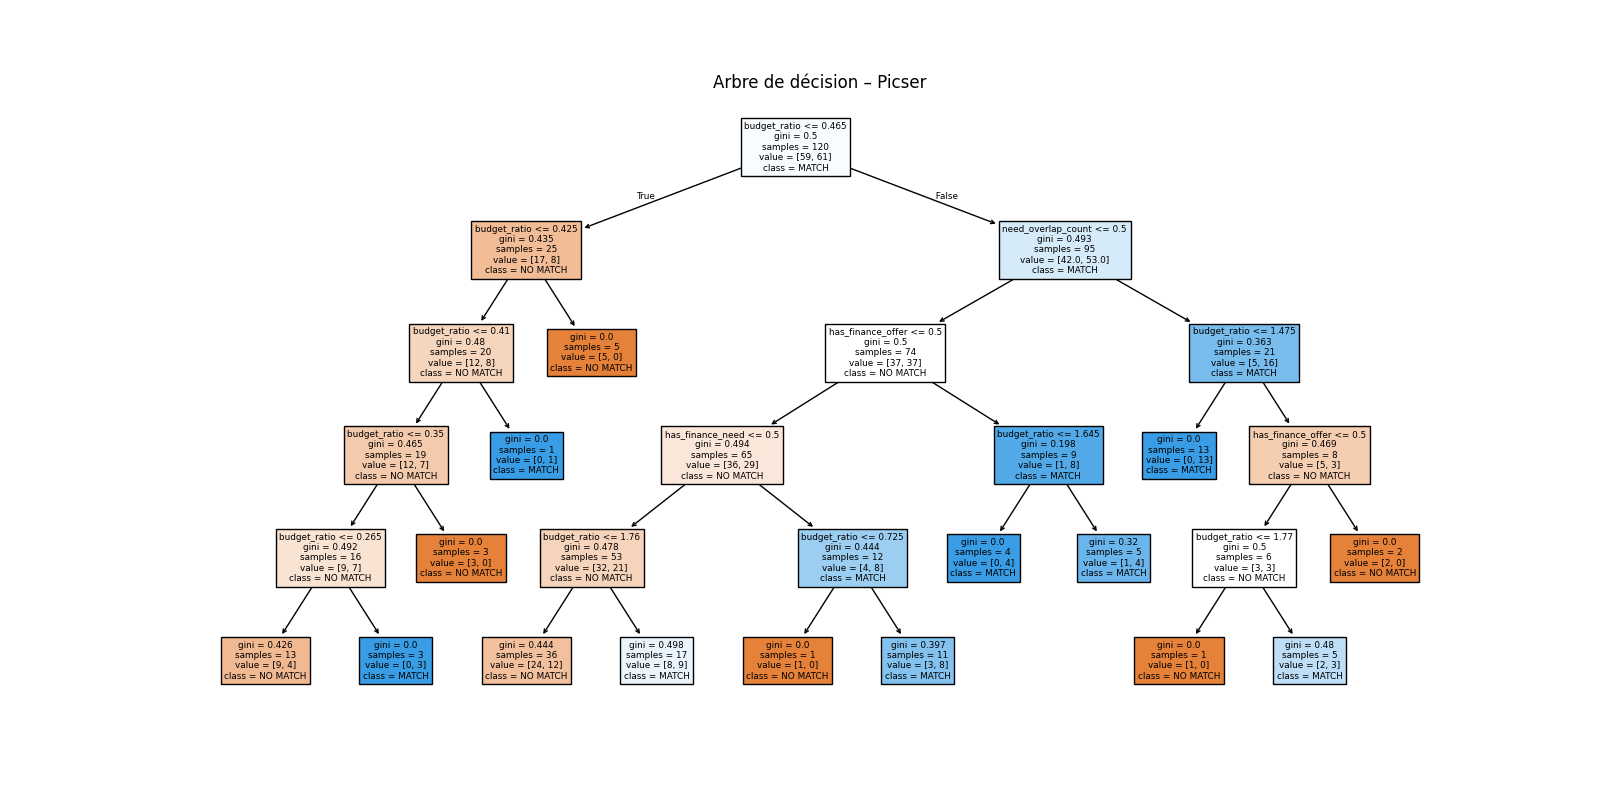 Arbre de décision – Picser
budget_ratio <= 0.465
gini = 0.5
samples = 120
value = [59, 61]
class = MATCH
True
False
budget_ratio <= 0.425
gini = 0.435
samples = 25
value = [17, 8]
class = NO MATCH
need_overlap_count <= 0.5
gini = 0.493
samples = 95
value = [42.0, 53.0]
class = MATCH
budget_ratio <= 0.41
gini = 0.48
samples = 20
value = [12, 8]
class = NO MATCH
gini = 0.0
samples = 5
value = [5, 0]
class = NO MATCH
has_finance_offer <= 0.5
gini = 0.5
samples = 74
value = [37, 37]
class = NO MATCH
budget_ratio <= 1.475
gini = 0.363
samples = 21
value = [5, 16]
class = MATCH
budget_ratio <= 0.35
gini = 0.465
samples = 19
value = [12, 7]
class = NO MATCH
gini = 0.0
samples = 1
value = [0, 1]
class = MATCH
has_finance_need <= 0.5
gini = 0.494
samples = 65
value = [36, 29]
class = NO MATCH
budget_ratio <= 1.645
gini = 0.198
samples = 9
value = [1, 8]
class = MATCH
gini = 0.0
samples = 13
value = [0, 13]
class = MATCH
has_finance_offer <= 0.5
gini = 0.469
samples = 8
value = [5, 3]
class = NO MATCH
budget_ratio <= 0.265
gini = 0.492
samples = 16
value = [9, 7]
class = NO MATCH
gini = 0.0
samples = 3
value = [3, 0]
class = NO MATCH
budget_ratio <= 1.76
gini = 0.478
samples = 53
value = [32, 21]
class = NO MATCH
budget_ratio <= 0.725
gini = 0.444
samples = 12
value = [4, 8]
class = MATCH
gini = 0.0
samples = 4
value = [0, 4]
class = MATCH
gini = 0.32
samples = 5
value = [1, 4]
class = MATCH
budget_ratio <= 1.77
gini = 0.5
samples = 6
value = [3, 3]
class = NO MATCH
gini = 0.0
samples = 2
value = [2, 0]
class = NO MATCH
gini = 0.426
samples = 13
value = [9, 4]
class = NO MATCH
gini = 0.0
samples = 3
value = [0, 3]
class = MATCH
gini = 0.444
samples = 36
value = [24, 12]
class = NO MATCH
gini = 0.498
samples = 17
value = [8, 9]
class = MATCH
gini = 0.0
samples = 1
value = [1, 0]
class = NO MATCH
gini = 0.397
samples = 11
value = [3, 8]
class = MATCH
gini = 0.0
samples = 1
value = [1, 0]
class = NO MATCH
gini = 0.48
samples = 5
value = [2, 3]
class = MATCH